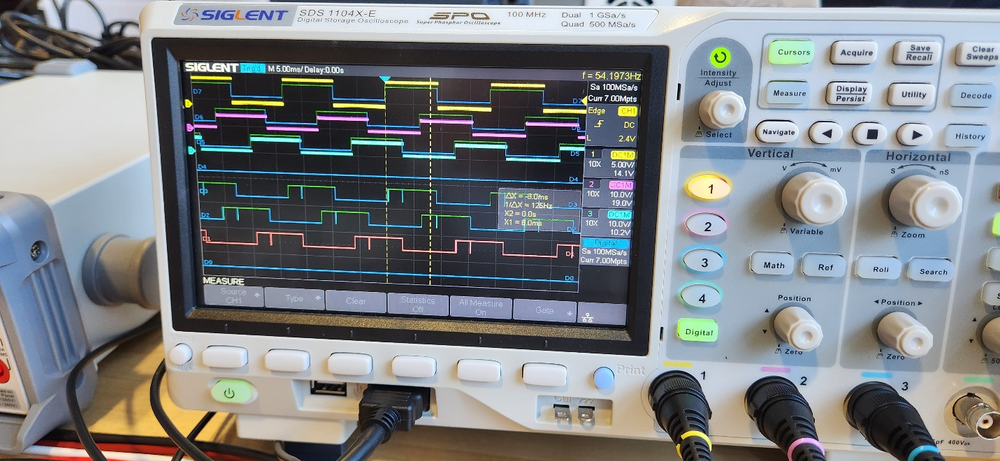 SIGLENT SDS 1104X-E
Digital Storage Oscilloscope
SPO
Super Phosphor Oscilloscope
100 MHz
Dual 1 GSa/s
Quad 500 MSa/s
SIGLENT Trig'd M 5.00ms/ Delay:0.00s
f = 54.1973Hz
Sa 100MSa/s
Curr 7.00Mpts
Edge CH1
DC
L 2.4V
1 DC1M
10X 5.00V/
14.1V
2 DC1M
10X 10.0V/
19.0V
3 DC1M
10X 10.0V/
10.2V
Digital
Sa 100MSa/s
Curr 7.00Mpts
D7 D7
D6 D6
D5 D5
D4 D4
D3 D3
D2 D2
D1 D1
D0 D0
ΔX = -8.0ms
1/ΔX = 125Hz
X2 = 0.0s
X1 = 8.0ms
MEASURE
Source
CH1
Type
Clear
Statistics
Off
All Measure
On
Gate
Print
Cal
Intensity
Adjust
Select
Cursors
Acquire
Save
Recall
Clear
Sweeps
Measure
Display
Persist
Utility
Decode
Navigate
History
Vertical
V mV
Variable
Horizontal
S nS
Zoom
1
2
3
4
Digital
Math
Ref
Roll
Search
Position
Zero
Position
Zero
1
2
3
pF 400Vpk